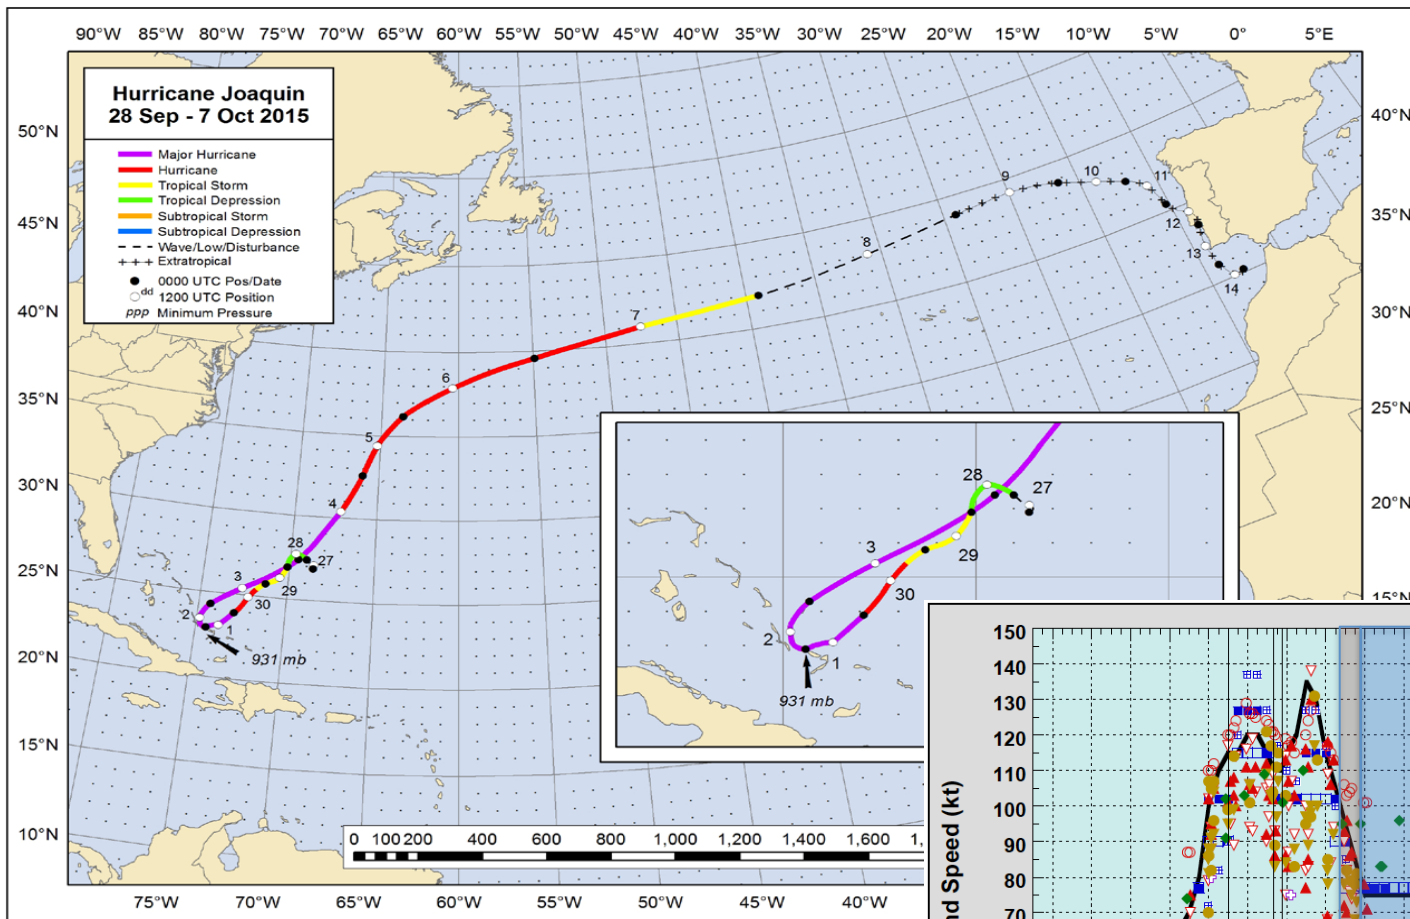 90°W 85°W 80°W 75°W 70°W 65°W 60°W 55°W 50°W 45°W 40°W 35°W 30°W 25°W 20°W 15°W 10°W 5°W 0° 5°E
Hurricane Joaquin
28 Sep - 7 Oct 2015
Major Hurricane
Hurricane
Tropical Storm
Tropical Depression
Subtropical Storm
Subtropical Depression
Wave/Low/Disturbance
Extratropical
0000 UTC Pos/Date
dd 1200 UTC Position
ppp Minimum Pressure
50°N
45°N
40°N
35°N
30°N
25°N
20°N
15°N
10°N
40°N
35°N
30°N
25°N
20°N
15°N
9 10 11
12
13
14
8
7
6
5
4
28
27
3
29
30
2
1
931 mb
28
27
29
3
30
2
1
931 mb
0 100 200 400 600 800 1,000 1,200 1,400 1,600 1,
75°W 70°W 65°W 60°W 55°W 50°W 45°W 40°W
150
140
130
120
110
100
90
80
70
nd Speed (kt)